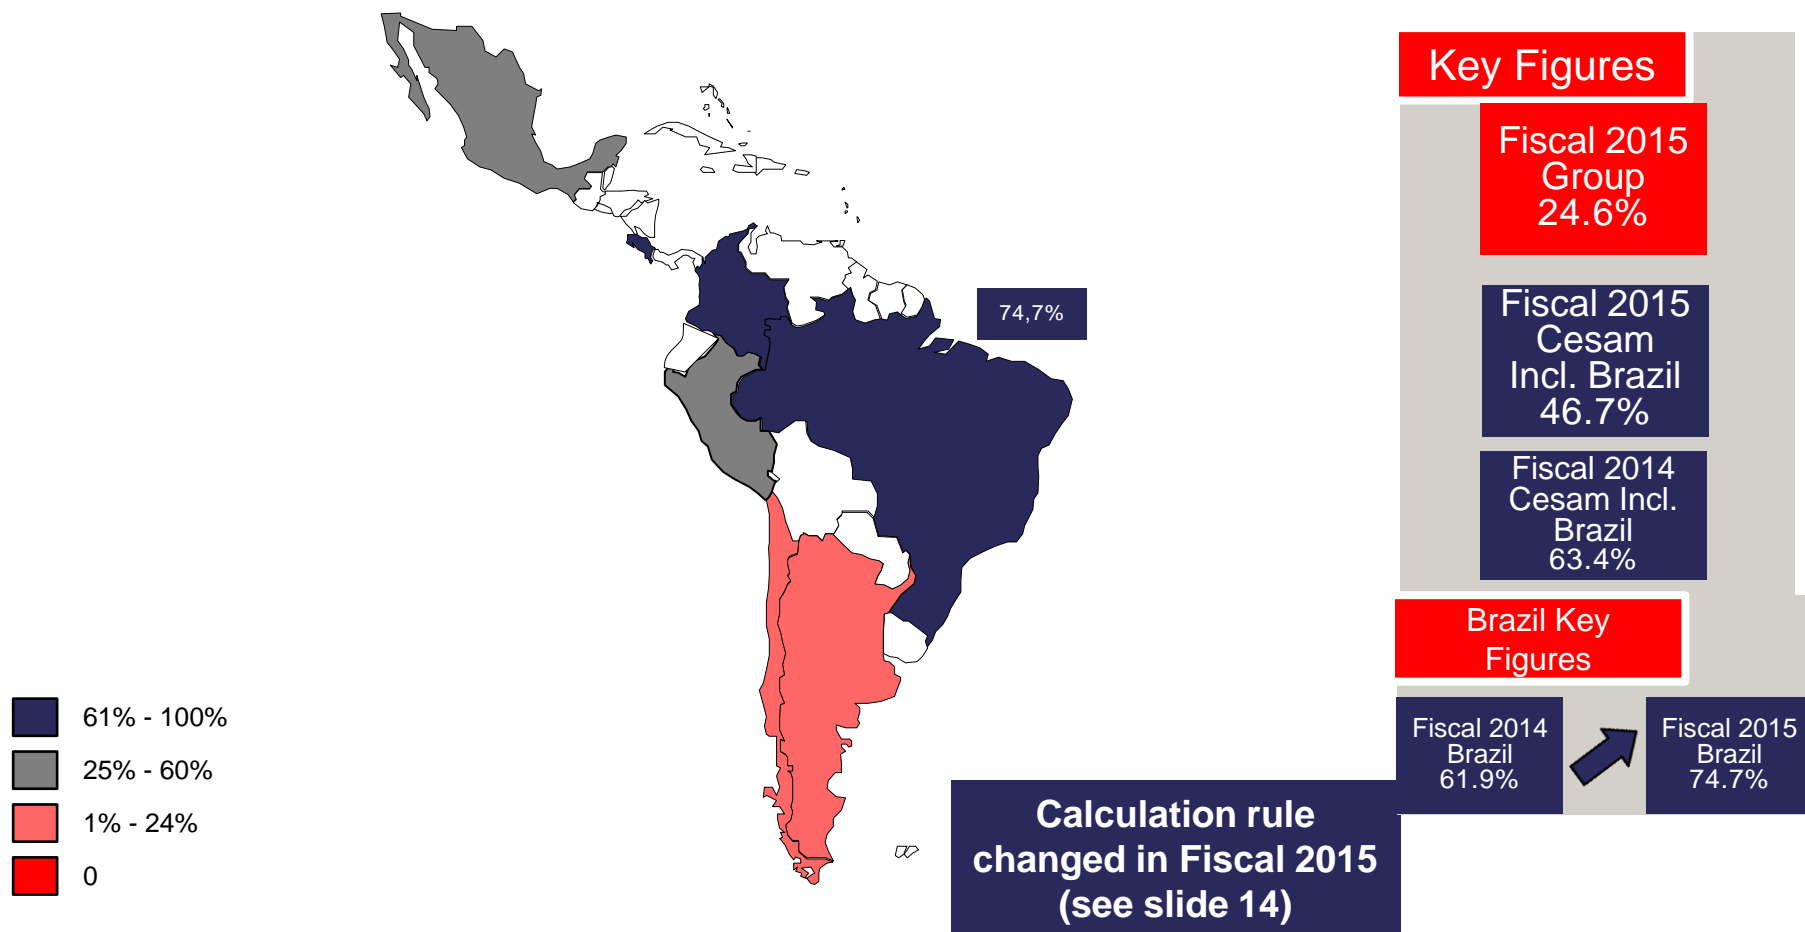 Key Figures
Fiscal 2015
Group
24.6%
74,7%
Fiscal 2015
Cesam
Incl. Brazil
46.7%
Fiscal 2014
Cesam Incl.
Brazil
63.4%
Brazil Key
Figures
Fiscal 2014
Brazil
61.9%
Fiscal 2015
Brazil
74.7%
61% - 100%
25% - 60%
1% - 24%
0
Calculation rule
changed in Fiscal 2015
(see slide 14)